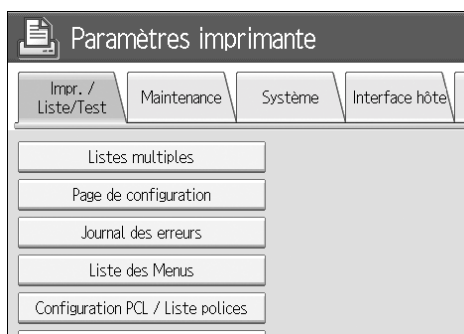 Paramètres imprimante
Impr. /
Liste/Test
Maintenance
Système
Interface hôte
Listes multiples
Page de configuration
Journal des erreurs
Liste des Menus
Configuration PCL / Liste polices